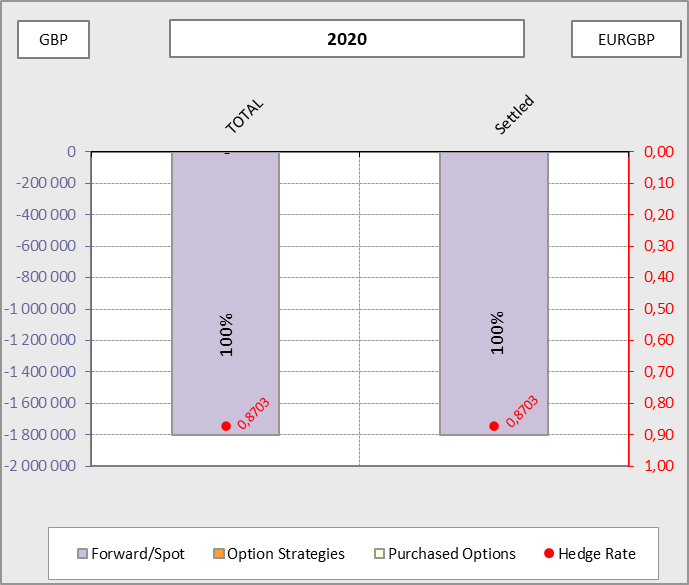 GBP
2020
EURGBP
TOTAL
Settled
0
0,00
-200 000
0,10
-400 000
0,20
-600 000
0,30
-800 000
0,40
-1 000 000
0,50
-1 200 000
0,60
-1 400 000
0,70
-1 600 000
0,80
-1 800 000
0,90
-2 000 000
1,00
100%
100%
0,8703
0,8703
Forward/Spot
Option Strategies
Purchased Options
Hedge Rate